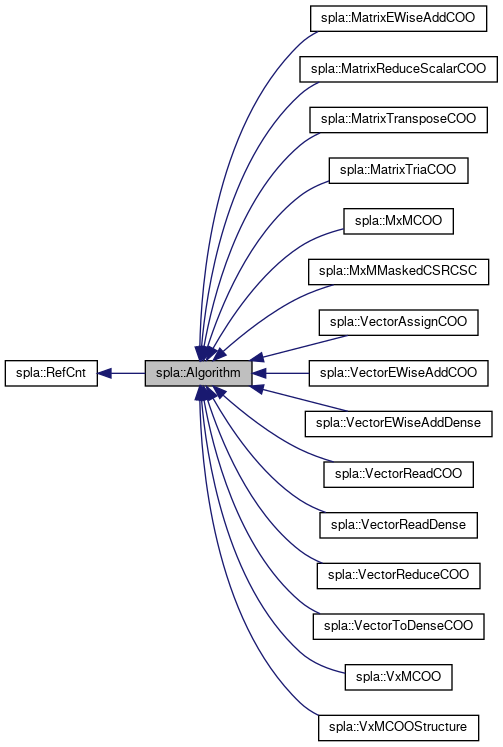 spla::MatrixEWiseAddCOO
spla::MatrixReduceScalarCOO
spla::MatrixTransposeCOO
spla::MatrixTriaCOO
spla::MxMCOO
spla::MxMMaskedCSRCSC
spla::VectorAssignCOO
spla::RefCnt
spla::Algorithm
spla::VectorEWiseAddCOO
spla::VectorEWiseAddDense
spla::VectorReadCOO
spla::VectorReadDense
spla::VectorReduceCOO
spla::VectorToDenseCOO
spla::VxMCOO
spla::VxMCOOStructure